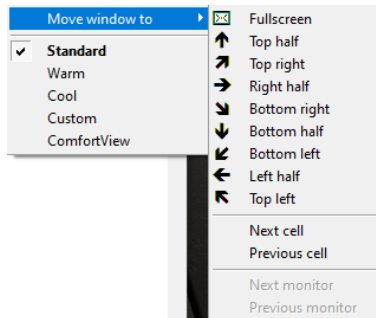 Move window to
Standard
Warm
Cool
Custom
ComfortView
Fullscreen
Top half
Top right
Right half
Bottom right
Bottom half
Bottom left
Left half
Top left
Next cell
Previous cell
Next monitor
Previous monitor